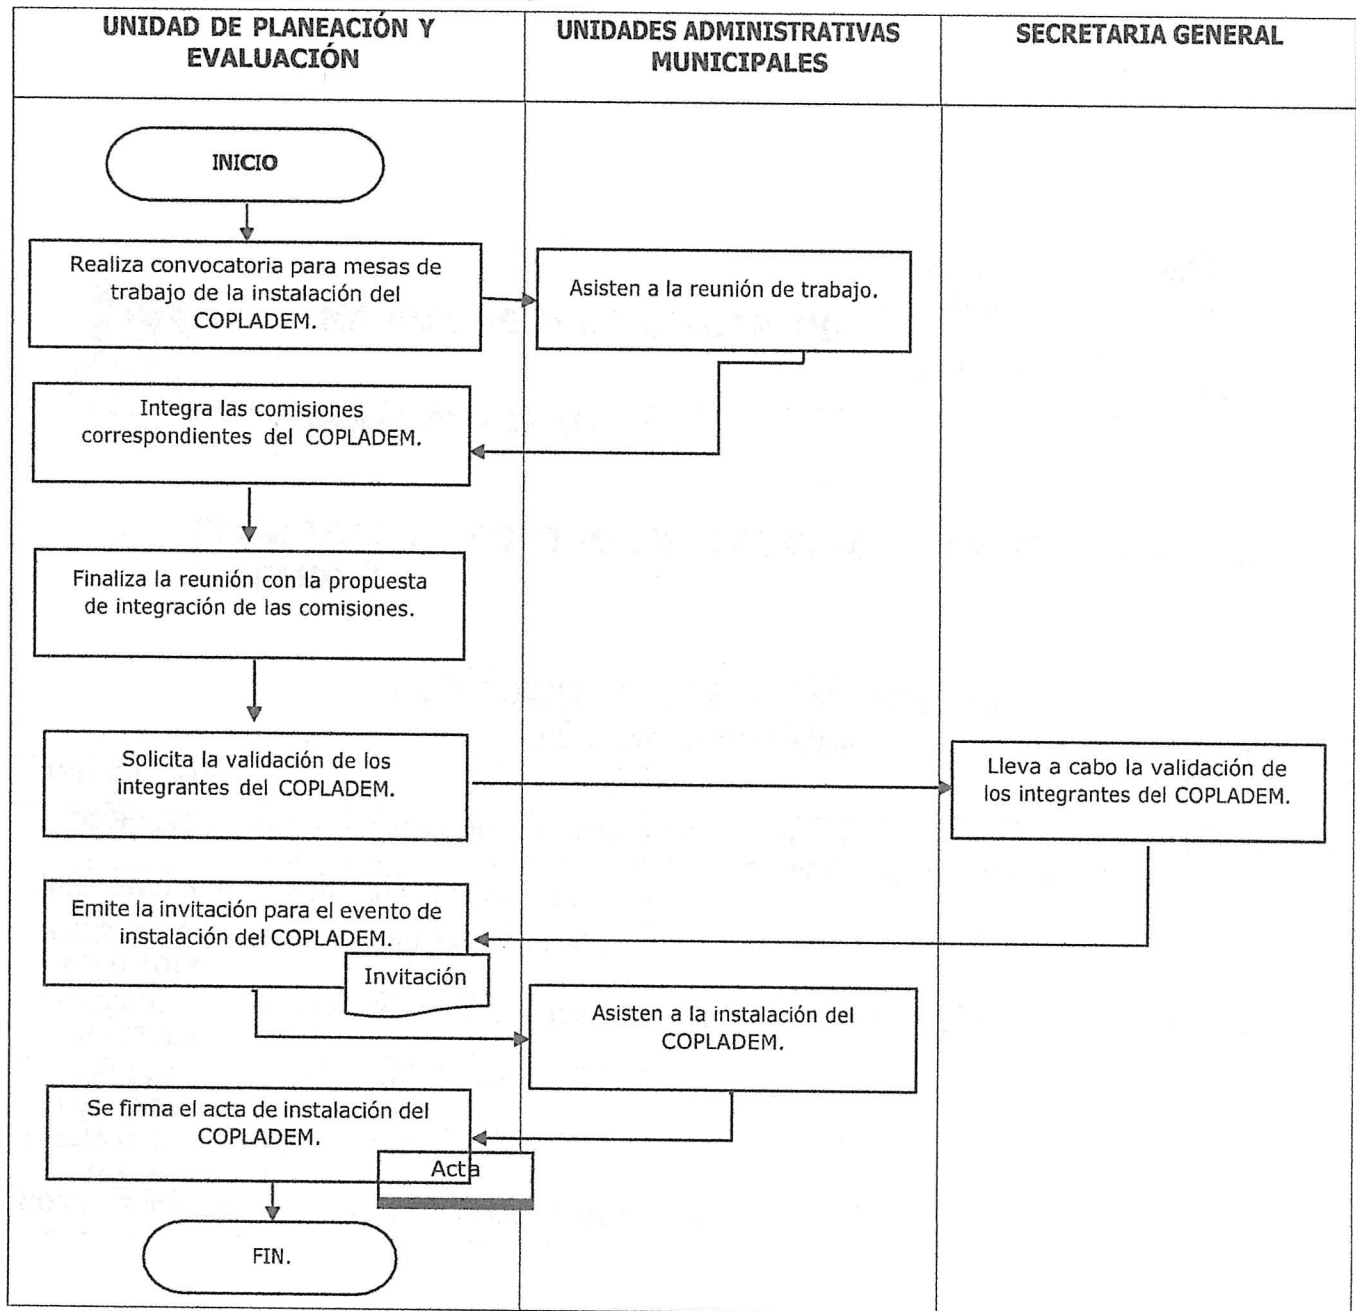 UNIDAD DE PLANEACIÓN Y
EVALUACIÓN
UNIDADES ADMINISTRATIVAS
MUNICIPALES
SECRETARIA GENERAL
INICIO
Realiza convocatoria para mesas de
trabajo de la instalación del
COPLADEM.
Asisten a la reunión de trabajo.
Integra las comisiones
correspondientes del COPLADEM.
Finaliza la reunión con la propuesta
de integración de las comisiones.
Solicita la validación de los
integrantes del COPLADEM.
Lleva a cabo la validación de
los integrantes del COPLADEM.
Emite la invitación para el evento de
instalación del COPLADEM.
Invitación
Asisten a la instalación del
COPLADEM.
Se firma el acta de instalación del
COPLADEM.
Acta
FIN.